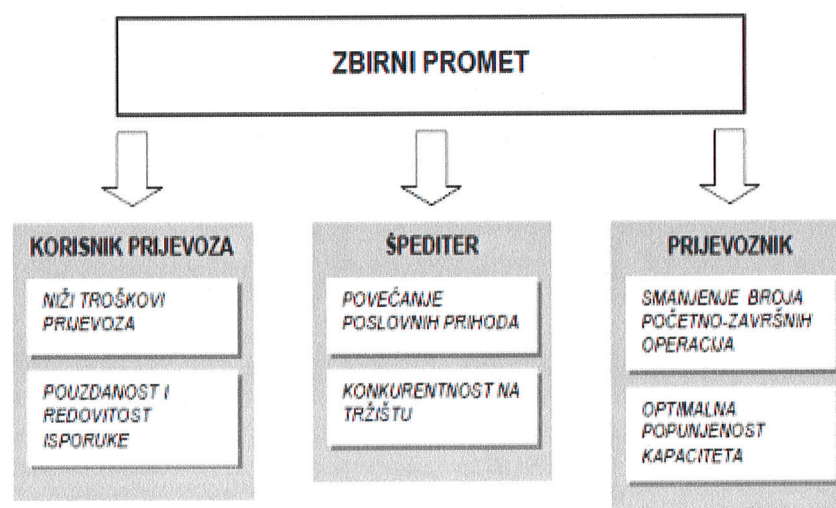 ZBIRNI PROMET
KORISNIK PRIJEVOZA
NIŽI TROŠKOVI
PRIJEVOZA
POUZDANOST I
REDOVITOST
ISPORUKE
ŠPEDITER
POVEĆANJE
POSLOVNIH PRIHODA
KONKURENTNOST NA
TRŽIŠTU
PRIJEVOZNIK
SMANJENJE BROJA
POČETNO-ZAVRŠNIH
OPERACIJA
OPTIMALNA
POPUNJENOST
KAPACITETA